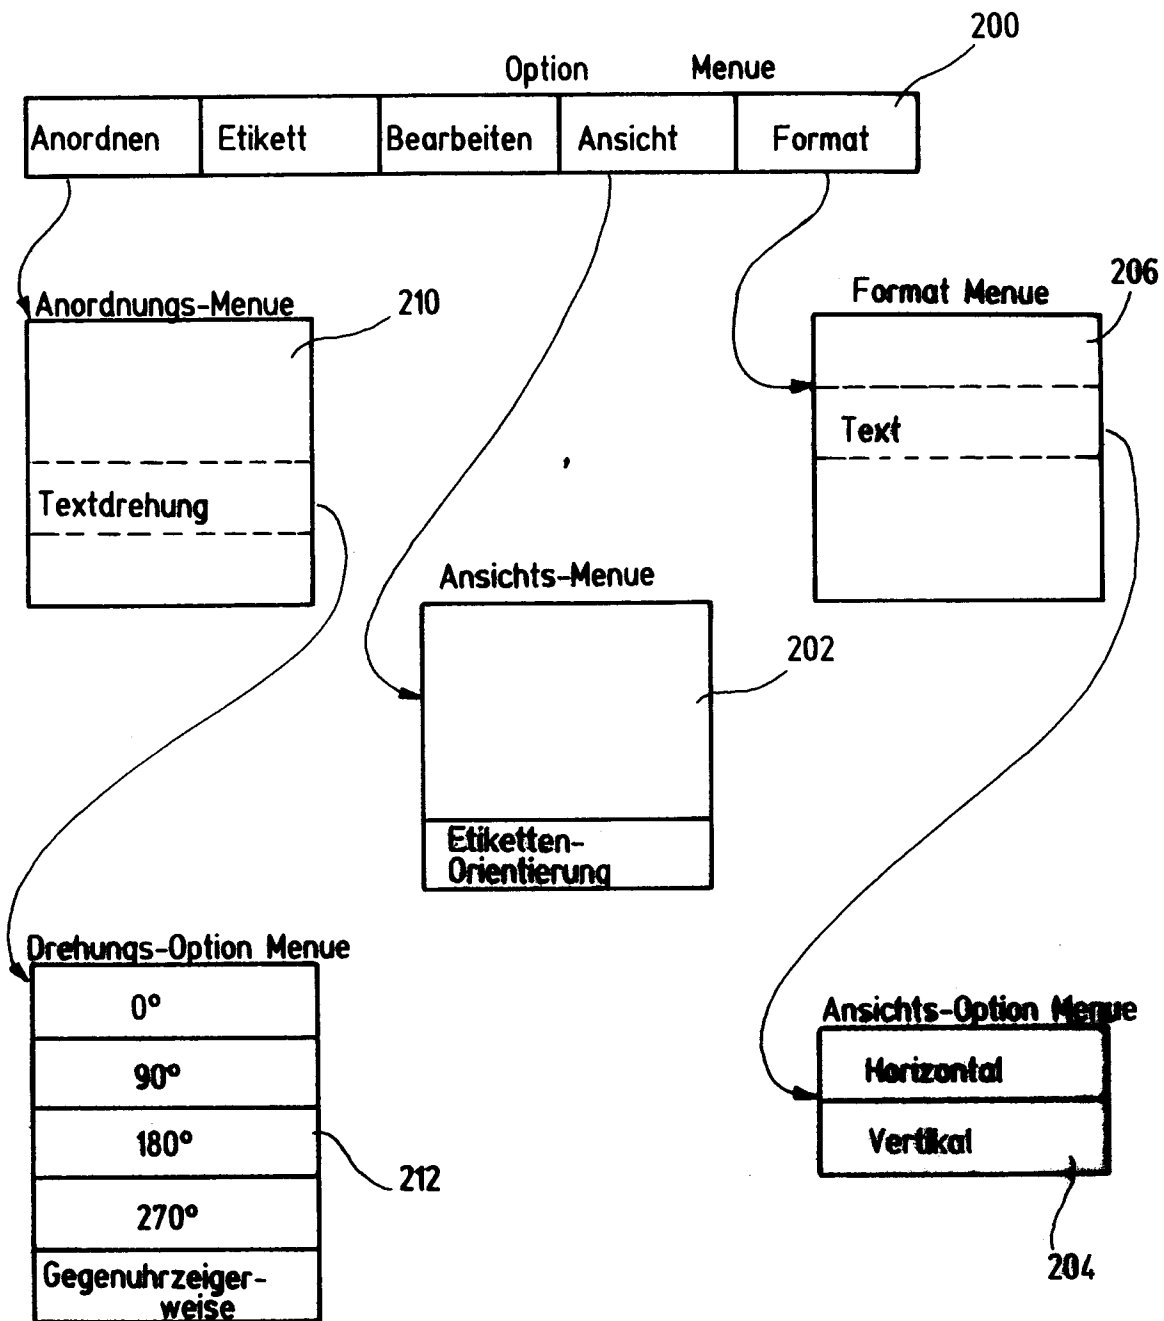 200
Option Menue
Anordnen Etikett Bearbeiten Ansicht Format
Anordnungs-Menue
210
Format Menue
206
Text
Textdrehung
Ansichts-Menue
202
Etiketten-
Orientierung
Drehungs-Option Menue
0°
90°
180°
270°
Gegenuhrzeiger-
weise
212
Ansichts-Option Menue
Horizontal
Vertikal
204